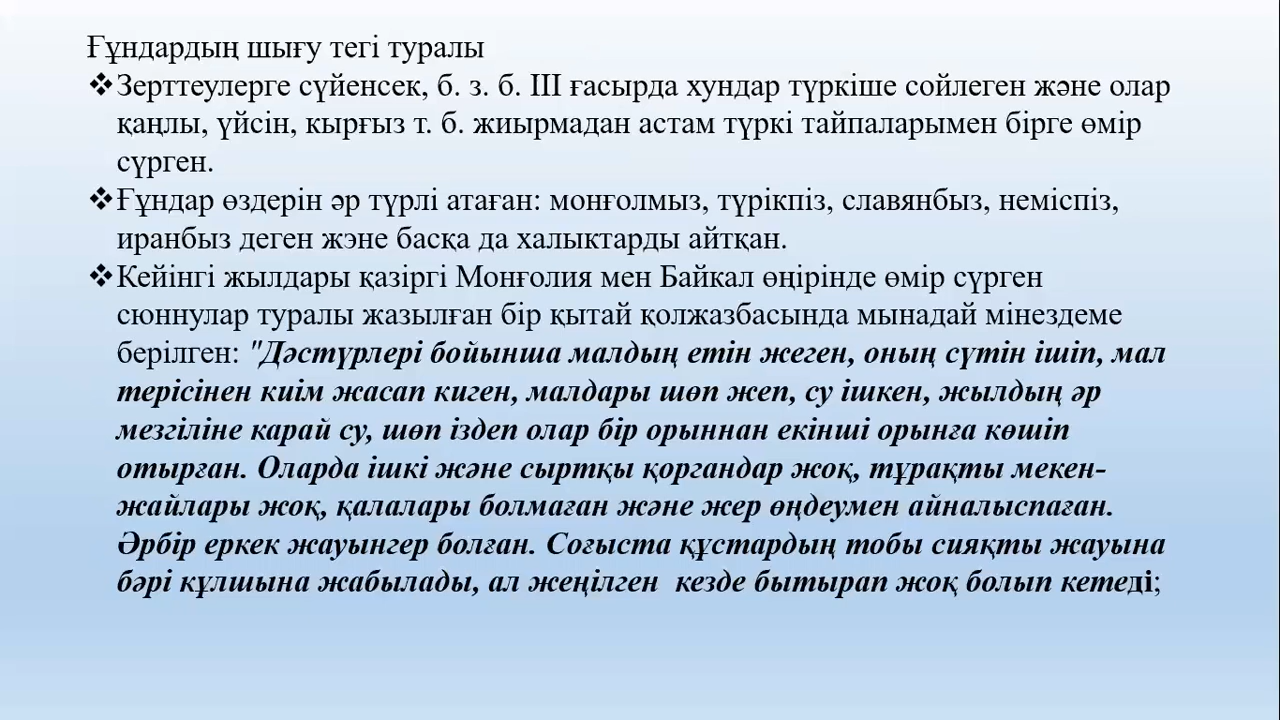 Ғұндардың шығу тегі туралы
❖Зерттеулерге сүйенсек, б. з. б. III ғасырда хундар түркіше сойлеген және олар
қаңлы, үйсін, кырғыз т. б. жиырмадан астам түркі тайпаларымен бірге өмір
сүрген.
❖Ғұндар өздерін әр түрлі атаған: монғолмыз, түрікпіз, славянбыз, неміспіз,
иранбыз деген жэне басқа да халыктарды айтқан.
❖Кейінгі жылдары қазіргі Монғолия мен Байкал өңірінде өмір сүрген
сюннулар туралы жазылған бір қытай қолжазбасында мынадай мінездеме
берілген: "Дәстүрлері бойынша малдың етін жеген, оның сүтін ішіп, мал
терісінен киім жасап киген, малдары шөп жеп, су ішкен, жылдың әр
мезгіліне карай су, шөп іздеп олар бір орыннан екінші орынға көшіп
отырған. Оларда ішкі және сыртқы қоргандар жоқ, тұрақты мекен-
жайлары жоқ, қалалары болмаған және жер өңдеумен айналыспаған.
Әрбір еркек жауынгер болған. Соғыста құстардың тобы сияқты жауына
бәрі құлшына жабылады, ал жеңілген  кезде бытырап жоқ болып кетеді;